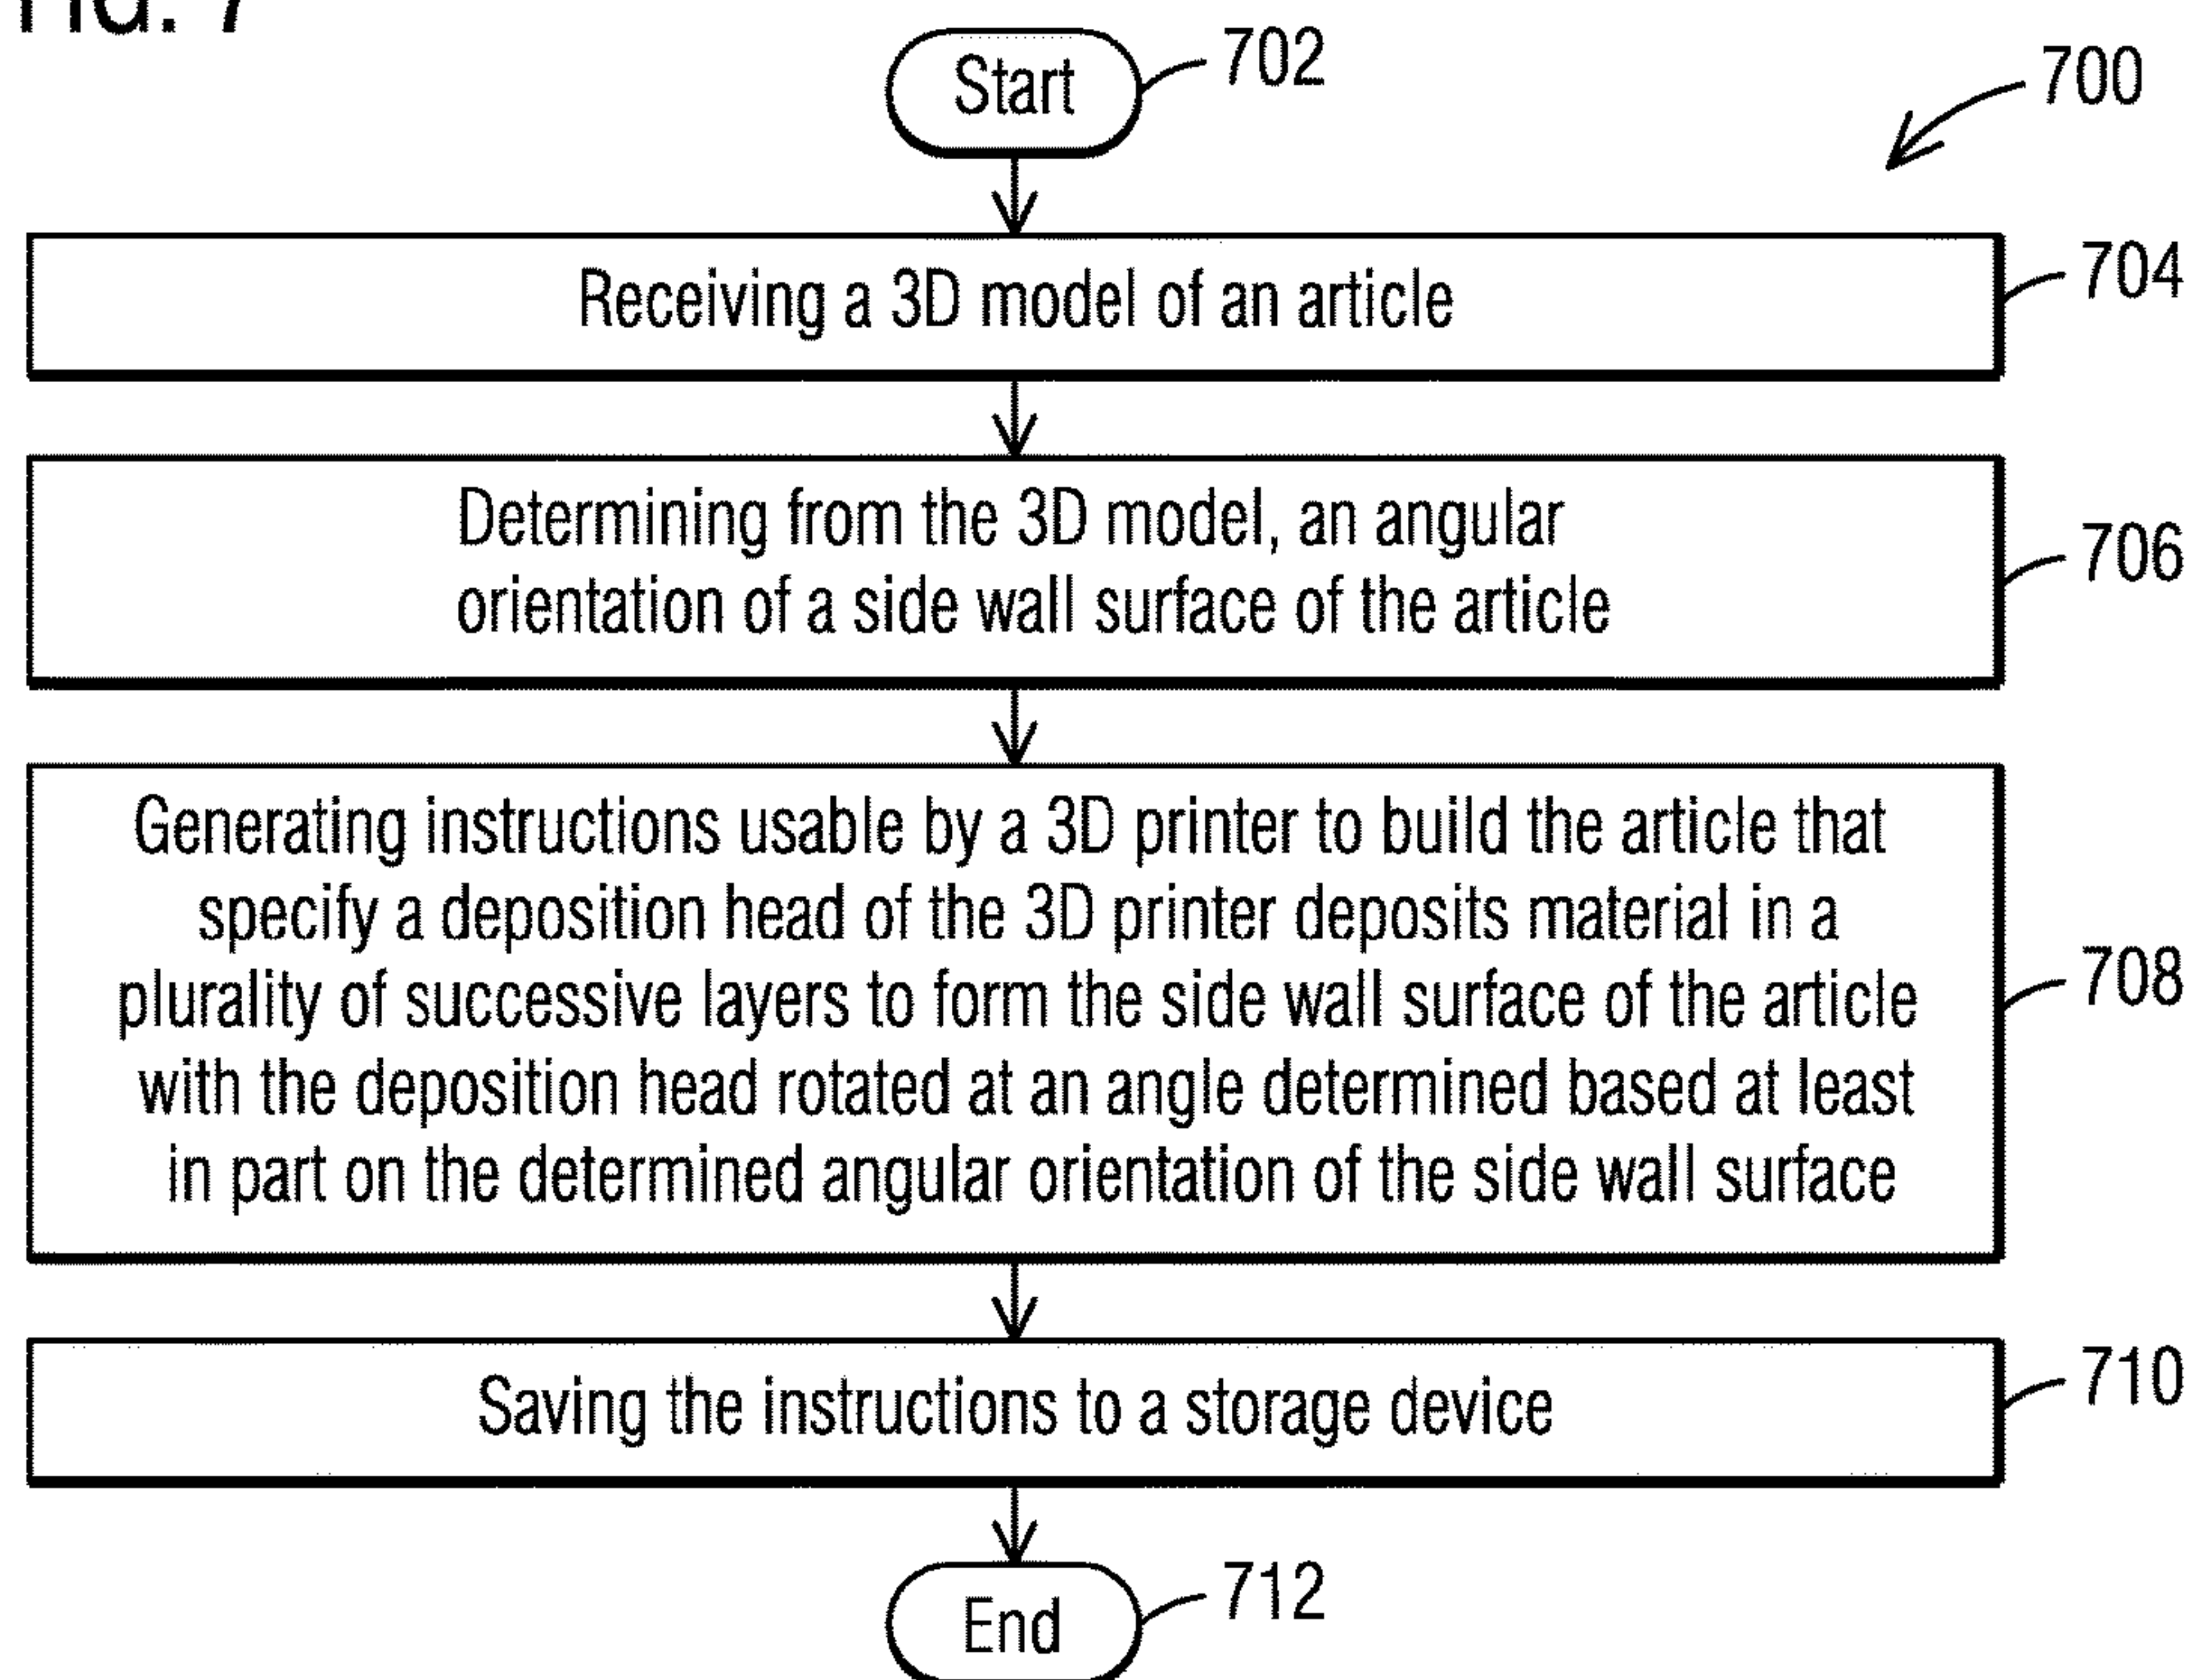 FIG. 7
Start
702
700
Receiving a 3D model of an article
704
Determining from the 3D model, an angular
orientation of a side wall surface of the article
706
Generating instructions usable by a 3D printer to build the article that
specify a deposition head of the 3D printer deposits material in a
plurality of successive layers to form the side wall surface of the article
with the deposition head rotated at an angle determined based at least
in part on the determined angular orientation of the side wall surface
708
Saving the instructions to a storage device
710
End
712